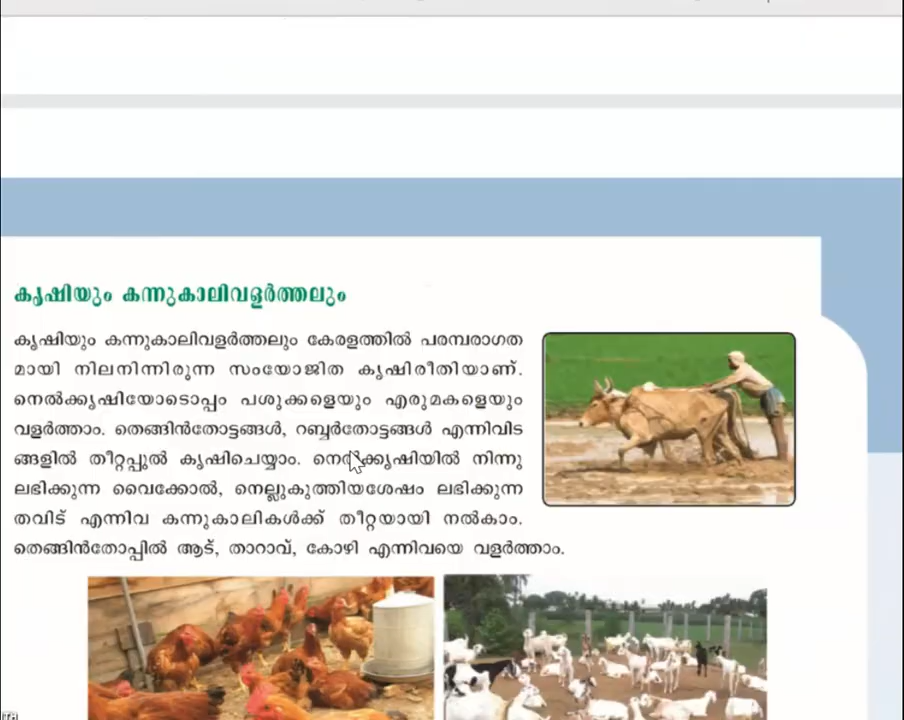 കൃഷിയും കന്നുകാലിവളർത്തലും
കൃഷിയും കന്നുകാലിവളർത്തലും കേരളത്തിൽ പരമ്പരാഗത
മായി നിലനിന്നിരുന്ന സംയോജിത കൃഷിരീതിയാണ്.
നെൽക്കൃഷിയോടൊപ്പം പശുക്കളെയും എരുമകളെയും
വളർത്താം. തെങ്ങിൻതോട്ടങ്ങൾ, റബ്ബർതോട്ടങ്ങൾ എന്നിവിട
ങ്ങളിൽ തീറ്റപ്പുൽ കൃഷിചെയ്യാം. നെൽക്കൃഷിയിൽ നിന്നു
ലഭിക്കുന്ന വൈക്കോൽ, നെല്ലുകുത്തിയശേഷം ലഭിക്കുന്ന
തവിട് എന്നിവ കന്നുകാലികൾക്ക് തീറ്റയായി നൽകാം.
തെങ്ങിൻതോപ്പിൽ ആട്, താറാവ്, കോഴി എന്നിവയെ വളർത്താം.